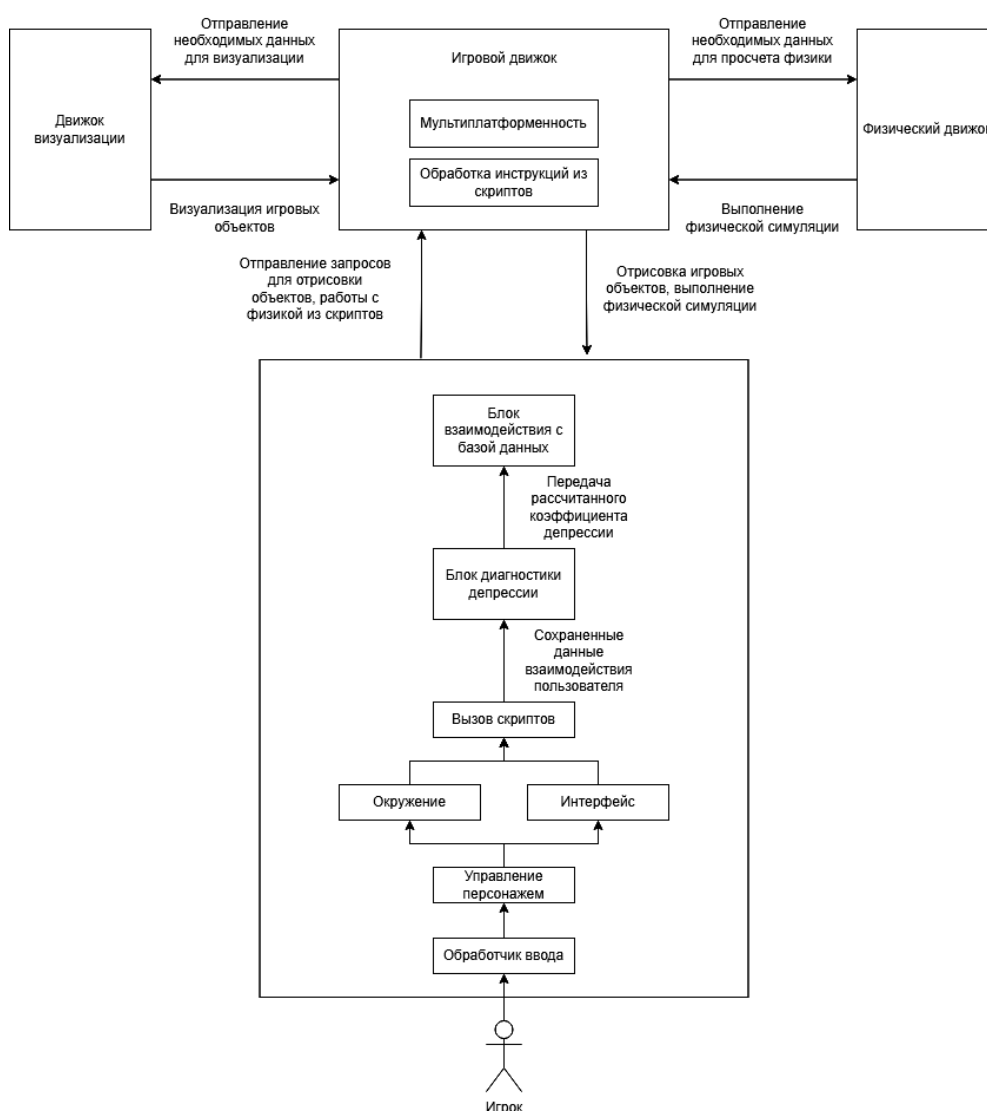 Отправление
необходимых данных
для визуализации
Отправление
необходимых данных
для просчета физики
Игровой движок
Движок
визуализации
Мультиплатформенность
Физический движок
Обработка инструкций из
скриптов
Визуализация игровых
объектов
Выполнение
физической симуляции
Отправление запросов
для отрисовки
объектов, работы с
физикой из скриптов
Отрисовка игровых
объектов, выполнение
физической симуляции
Блок
взаимодействия с
базой данных
Передача
рассчитанного
коэффициента
депрессии
Блок диагностики
депрессии
Сохраненные
данные
взаимодействия
пользователя
Вызов скриптов
Окружение
Интерфейс
Управление
персонажем
Обработчик ввода
Игрок